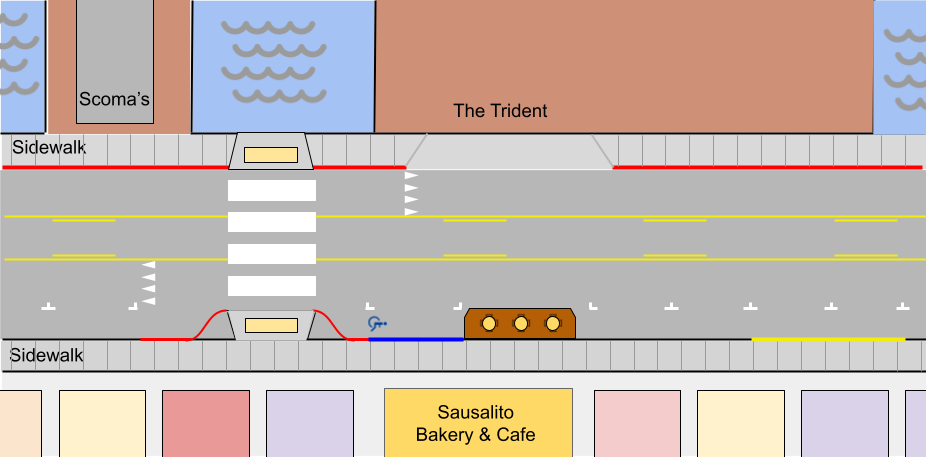 Scoma's
The Trident
Sidewalk
Sidewalk
Sausalito
Bakery & Cafe